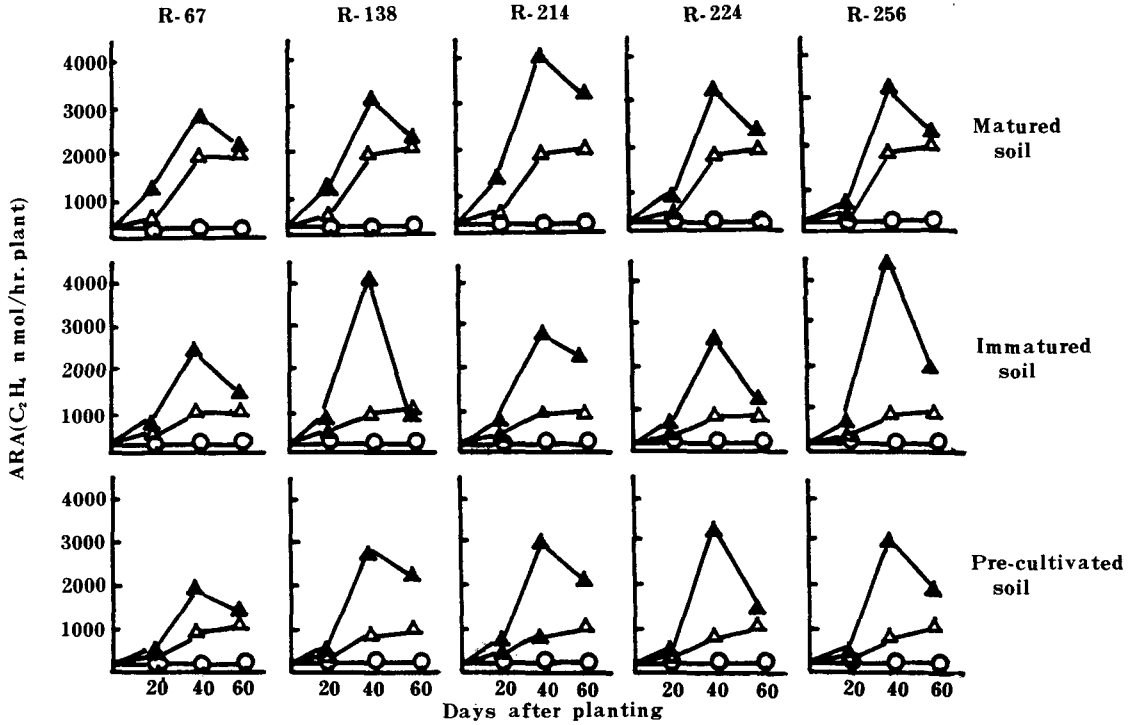 R-67 R-138 R-214 R-224 R-256
4000
3000
2000
1000
Matured
soil
4000
3000
2000
1000
Immatured
soil
4000
3000
2000
1000
Pre-cultivated
soil
20 40 60 20 40 60 20 40 60 20 40 60 20 40 60
Days after planting
ARA(C₂H, n mol/hr. plant)